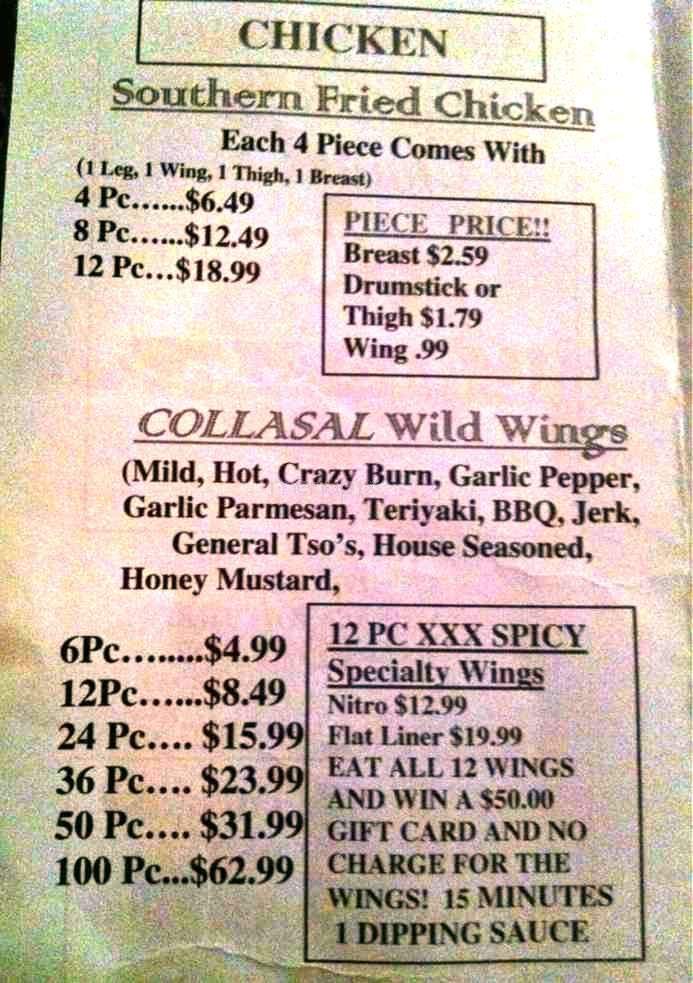 CHICKEN
Southern Fried Chicken
Each 4 Piece Comes With
(1 Leg, 1 Wing, 1 Thigh, 1 Breast)
4 Pc......$6.49
8 Pc......$12.49
12 Pc...$18.99
PIECE PRICE!!
Breast $2.59
Drumstick or
Thigh $1.79
Wing .99
COLLASAL Wild Wings
(Mild, Hot, Crazy Burn, Garlic Pepper,
Garlic Parmesan, Teriyaki, BBQ, Jerk,
General Tso's, House Seasoned,
Honey Mustard,
6Pc.........$4.99
12Pc......$8.49
24 Pc.... $15.99
36 Pc.... $23.99
50 Pc.... $31.99
100 Pc...$62.99
12 PC XXX SPICY
Specialty Wings
Nitro $12.99
Flat Liner $19.99
EAT ALL 12 WINGS
AND WIN A $50.00
GIFT CARD AND NO
CHARGE FOR THE
WINGS! 15 MINUTES
1 DIPPING SAUCE